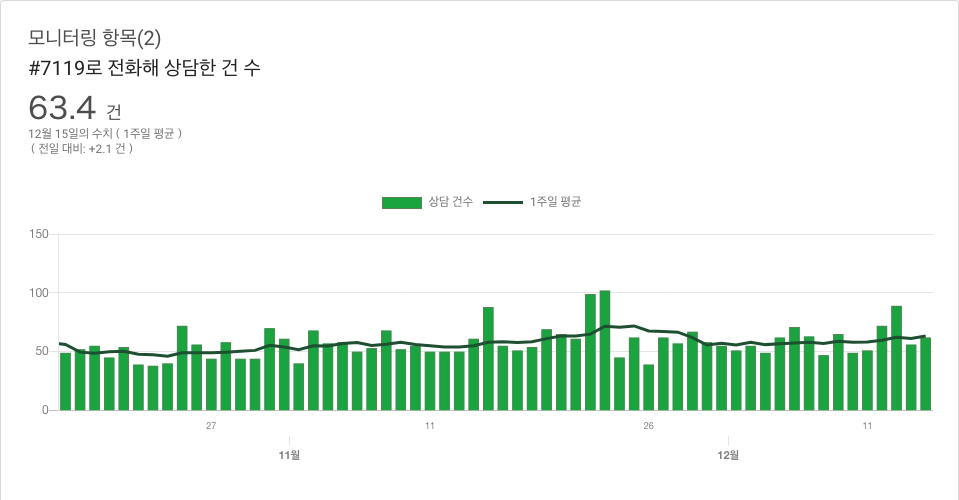 모니터링 항목(2)
#7119로 전화해 상담한 건 수
63.4 건
12월 15일의 수치 ( 1주일 평균 )
( 전일 대비: +2.1 건 )
상담 건수 1주일 평균
150
100
50
0
27 11 26 11
11월 12월